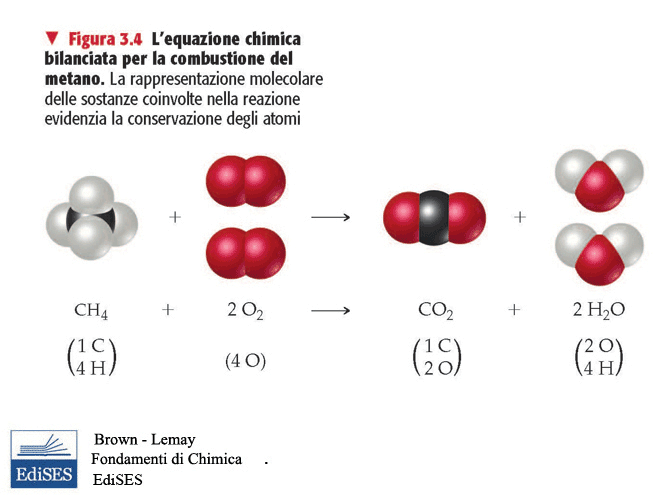 ▼ Figura 3.4 L'equazione chimica
bilanciata per la combustione del
metano. La rappresentazione molecolare
delle sostanze coinvolte nella reazione
evidenzia la conservazione degli atomi
+ ⟶ +
CH₄ + 2 O₂ ⟶ CO₂ + 2 H₂O
(1 C (4 O) (1 C (2 O
4 H) 2 O) 4 H)
Brown - Lemay
Fondamenti di Chimica .
EdiSES
EdiSES